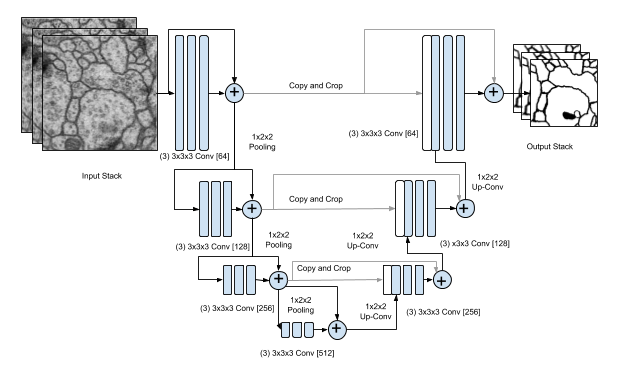 Copy and Crop
(3) 3x3x3 Conv [64]
1x2x2
Pooling
(3) 3x3x3 Conv [64]
Output Stack
Input Stack
1x2x2
Up-Conv
Copy and Crop
(3) 3x3x3 Conv [128]
1x2x2
Pooling
1x2x2
Up-Conv
(3) x3x3 Conv [128]
Copy and Crop
(3) 3x3x3 Conv [256]
1x2x2
Pooling
1x2x2
Up-Conv
(3) 3x3x3 Conv [256]
(3) 3x3x3 Conv [512]